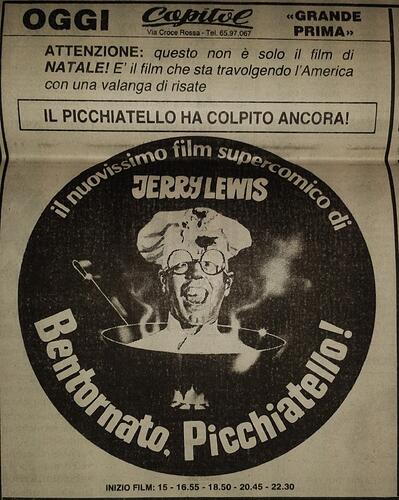 OGGI Capitol «GRANDE PRIMA»
Via Croce Rossa - Tel. 65.97.067
ATTENZIONE: questo non è solo il film di
NATALE! E' il film che sta travolgendo l'America
con una valanga di risate
IL PICCHIATELLO HA COLPITO ANCORA!
il nuovissimo film supercomico di
JERRY LEWIS
Bentornato, Picchiatello!
INIZIO FILM: 15 - 16.55 - 18.50 - 20.45 - 22.30